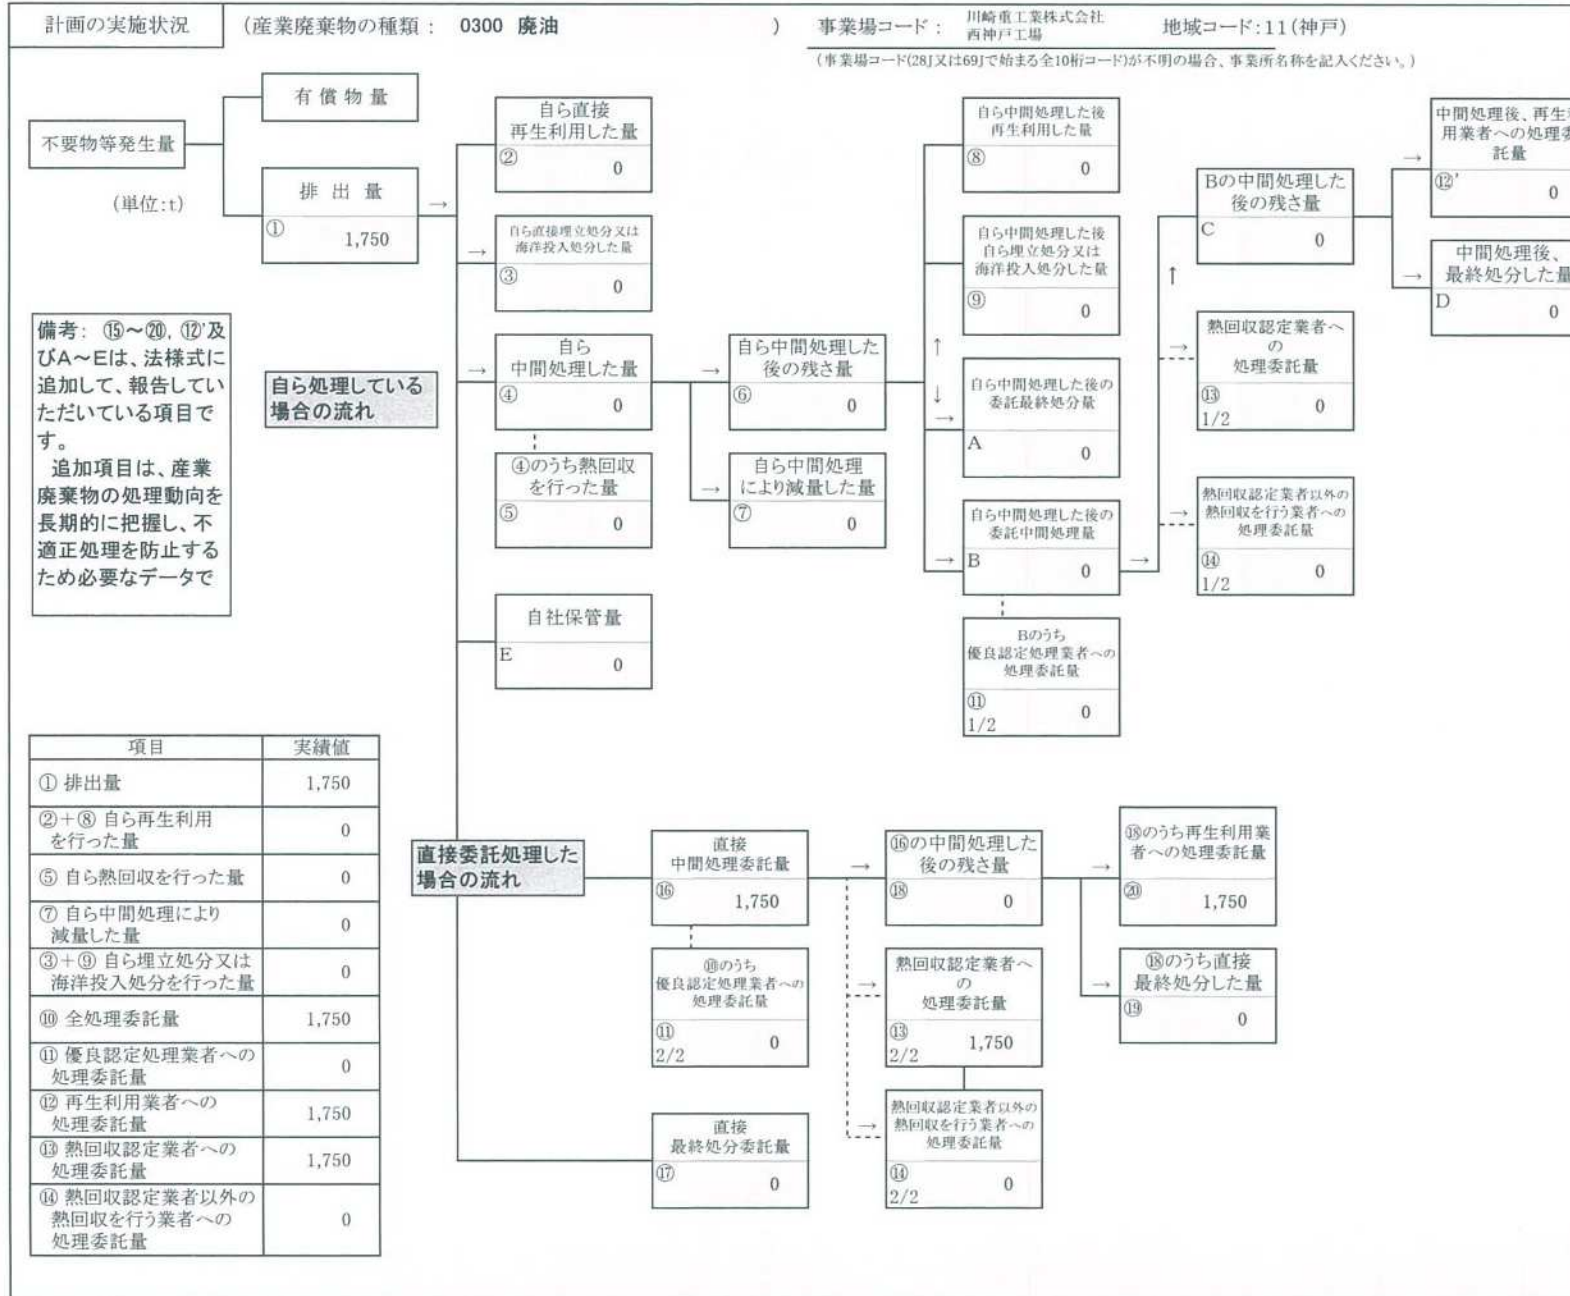 計画の実施状況
(産業廃棄物の種類: 0300 廃油 )
事業場コード: 川崎重工業株式会社
西神戸工場
地域コード:11(神戸)
(事業場コード(28J又は69Jで始まる全10桁コード)が不明の場合、事業所名称を記入ください。)
不要物等発生量
(単位:t)
有償物量
排出量
① 1,750
→
自ら直接
再生利用した量
② 0
→
自ら直接埋立処分又は
海洋投入処分した量
③ 0
→
自ら
中間処理した量
④ 0
④のうち熱回収
を行った量
⑤ 0
自社保管量
E 0
→
自ら中間処理した
後の残さ量
⑥ 0
→
自ら中間処理
により減量した量
⑦ 0
自ら中間処理した後
再生利用した量
⑧ 0
自ら中間処理した後
自ら埋立処分又は
海洋投入処分した量
⑨ 0
↑
↓
→
自ら中間処理した後の
委託最終処分量
A 0
→
自ら中間処理した後の
委託中間処理量
B 0
→
Bのうち
優良認定処理業者への
処理委託量
⑪
1/2 0
↑
Bの中間処理した
後の残さ量
C 0
→
熱回収認定業者へ
の
処理委託量
⑬
1/2 0
→
熱回収認定業者以外の
熱回収を行う業者への
処理委託量
⑭
1/2 0
→
中間処理後、再生利
用業者への処理委
託量
⑫' 0
→
中間処理後、
最終処分した量
D 0
備考: ⑮~⑳, ⑫'及
びA~Eは、法様式に
追加して、報告してい
ただいている項目で
す。
追加項目は、産業
廃棄物の処理動向を
長期的に把握し、不
適正処理を防止する
ため必要なデータで
自ら処理している
場合の流れ
項目 実績値
① 排出量 1,750
②+⑧ 自ら再生利用
を行った量 0
⑤ 自ら熱回収を行った量 0
⑦ 自ら中間処理により
減量した量 0
③+⑨ 自ら埋立処分又は
海洋投入処分を行った量 0
⑩ 全処理委託量 1,750
⑪ 優良認定処理業者への
処理委託量 0
⑫ 再生利用業者への
処理委託量 1,750
⑬ 熱回収認定業者への
処理委託量 1,750
⑭ 熱回収認定業者以外の
熱回収を行う業者への
処理委託量 0
直接委託処理した
場合の流れ
直接
中間処理委託量
⑯ 1,750
⑩のうち
優良認定処理業者への
処理委託量
⑪
2/2 0
直接
最終処分委託量
⑰ 0
→
⑯の中間処理した
後の残さ量
⑱ 0
→
熱回収認定業者へ
の
処理委託量
⑬
2/2 1,750
→
熱回収認定業者以外の
熱回収を行う業者への
処理委託量
⑭
2/2 0
→
⑱のうち再生利用業
者への処理委託量
⑳ 1,750
→
⑱のうち直接
最終処分した量
⑲ 0